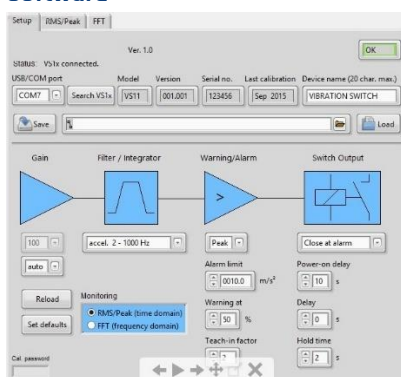 Setup RMS/Peak FFT
Ver. 1.0
OK
Status: VS1x connected.
USB/COM port Model Version Serial no. Last calibration Device name (20 char. max.)
COM7 Search VS1x VS11 001.001 123456 Sep 2015 VIBRATION SWITCH
Save Load
Gain Filter / Integrator Warning/Alarm Switch Output
>
100 accel. 2 - 1000 Hz Peak Close at alarm
auto Alarm limit Power-on delay
0010.0 m/s² 10 s
Reload Monitoring Warning at Delay
RMS/Peak (time domain) 50 % 0 s
Set defaults FFT (frequency domain)
Teach-in factor Hold time
Cal. password 2 s